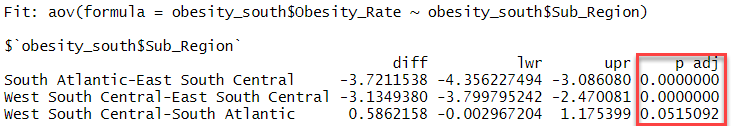 Fit: aov(formula = obesity_south$Obesity_Rate ~ obesity_south$Sub_Region)
$`obesity_south$Sub_Region`
diff lwr upr p adj
South Atlantic-East South Central -3.7211538 -4.356227494 -3.086080 0.0000000
West South Central-East South Central -3.1349380 -3.799795242 -2.470081 0.0000000
West South Central-South Atlantic 0.5862158 -0.002967204 1.175399 0.0515092